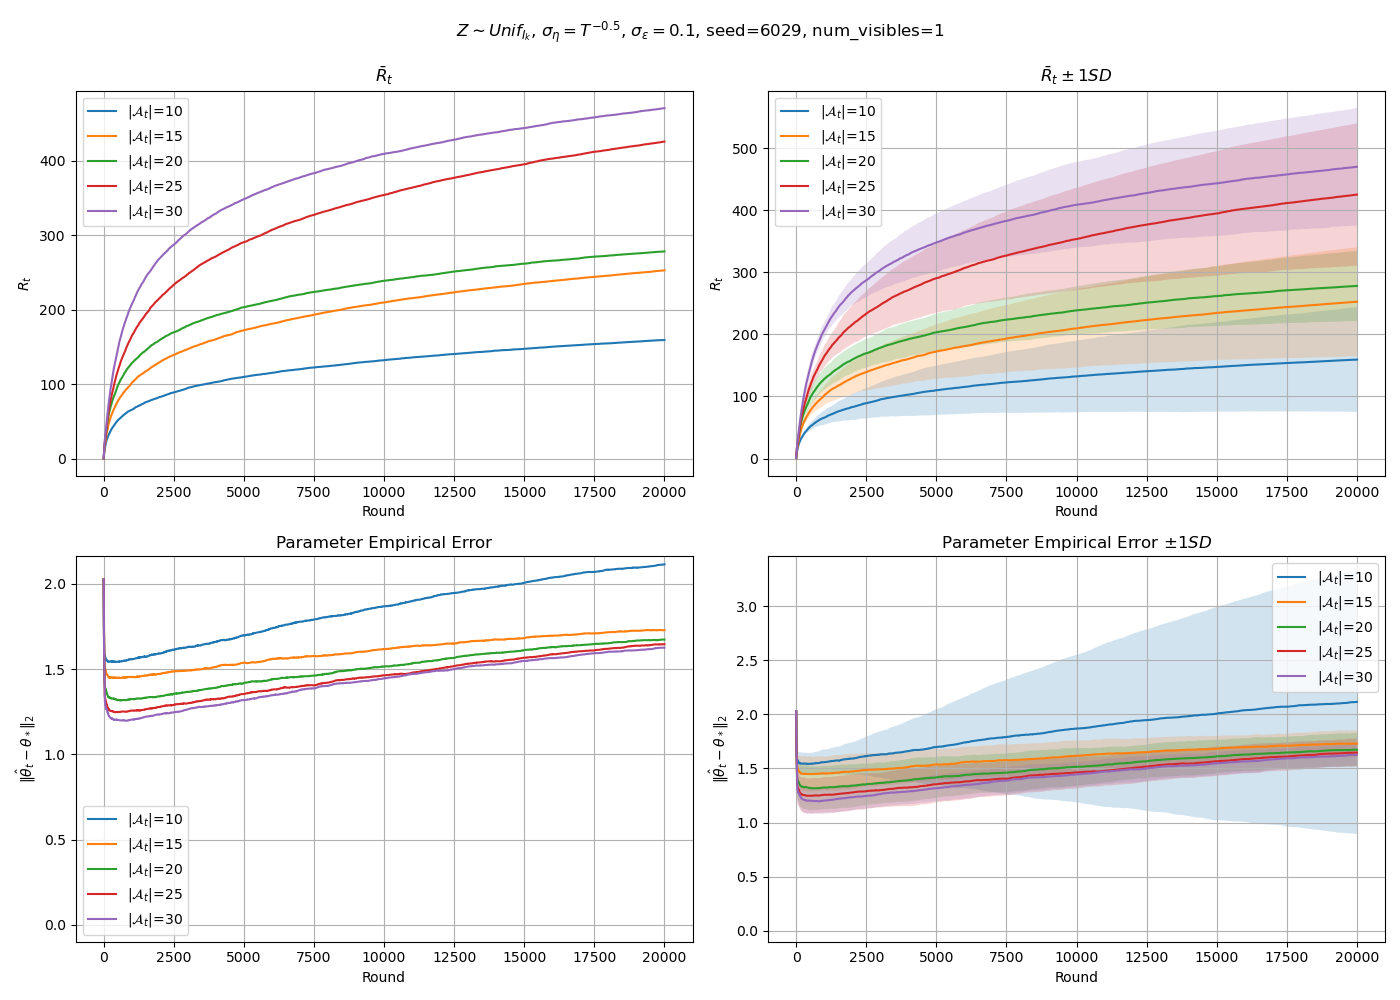 Z ∼ Unif_{I_k}, σ_η = T^{−0.5}, σ_ε = 0.1, seed=6029, num_visibles=1
R̄_t
|𝒜_t|=10
|𝒜_t|=15
|𝒜_t|=20
|𝒜_t|=25
|𝒜_t|=30
400
300
200
100
0
R_t
0 2500 5000 7500 10000 12500 15000 17500 20000
Round
R̄_t ± 1SD
|𝒜_t|=10
|𝒜_t|=15
|𝒜_t|=20
|𝒜_t|=25
|𝒜_t|=30
500
400
300
200
100
0
R_t
0 2500 5000 7500 10000 12500 15000 17500 20000
Round
Parameter Empirical Error
2.0
1.5
1.0
0.5
0.0
‖θ̂_t − θ_*‖_2
|𝒜_t|=10
|𝒜_t|=15
|𝒜_t|=20
|𝒜_t|=25
|𝒜_t|=30
0 2500 5000 7500 10000 12500 15000 17500 20000
Round
Parameter Empirical Error ±1SD
|𝒜_t|=10
|𝒜_t|=15
|𝒜_t|=20
|𝒜_t|=25
|𝒜_t|=30
3.0
2.5
2.0
1.5
1.0
0.5
0.0
‖θ̂_t − θ_*‖_2
0 2500 5000 7500 10000 12500 15000 17500 20000
Round